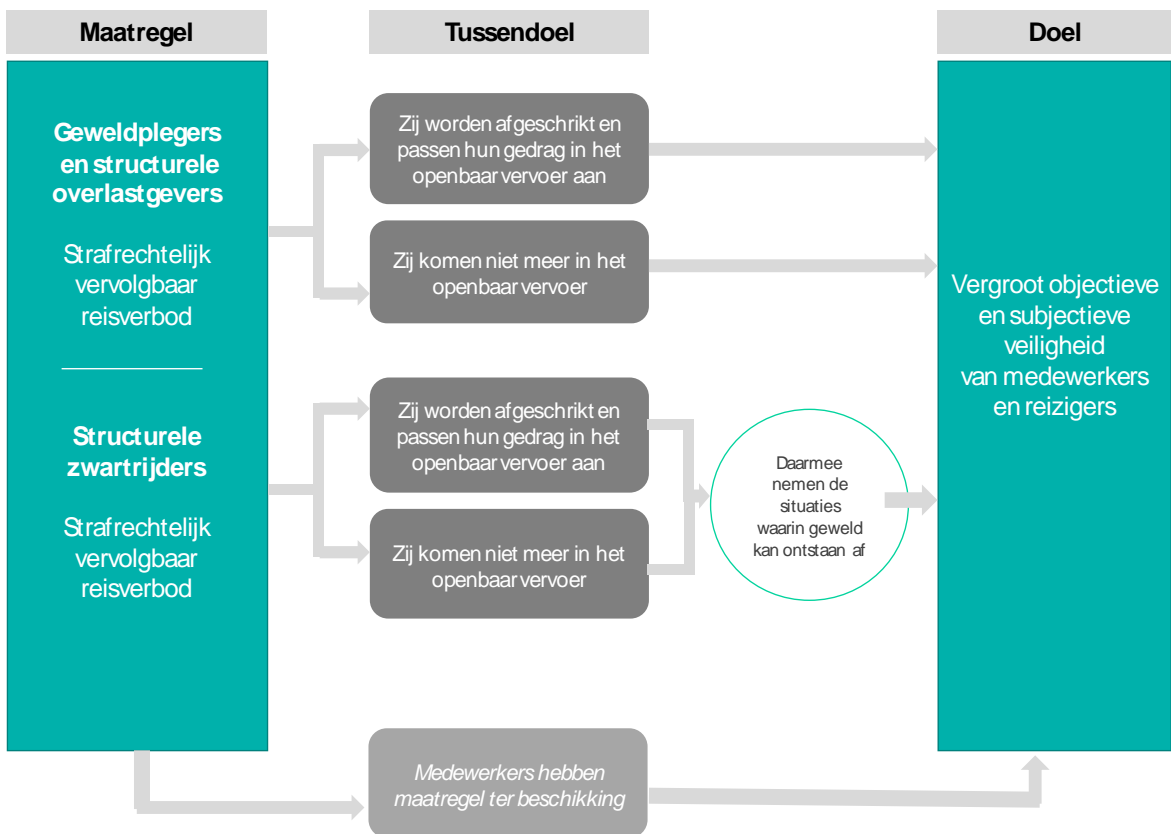 Maatregel
Tussendoel
Doel
Geweldplegers
en structurele
overlastgevers
Strafrechtelijk
vervolgbaar
reisverbod
Structurele
zwartrijders
Strafrechtelijk
vervolgbaar
reisverbod
Zij worden afgeschrikt en
passen hun gedrag in het
openbaar vervoer aan
Zij komen niet meer in het
openbaar vervoer
Zij worden afgeschrikt en
passen hun gedrag in het
openbaar vervoer aan
Zij komen niet meer in het
openbaar vervoer
Daarmee
nemen de
situaties
waarin geweld
kan ontstaan af
Medewerkers hebben
maatregel ter beschikking
Vergroot objectieve
en subjectieve
veiligheid
van medewerkers
en reizigers